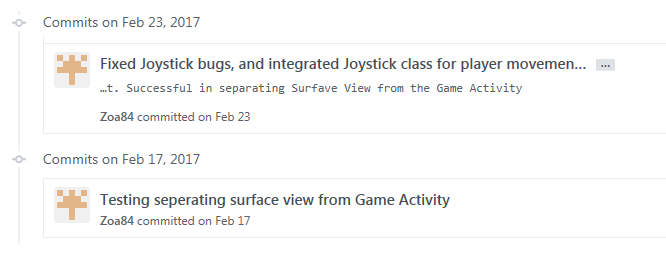 Commits on Feb 23, 2017
Fixed Joystick bugs, and integrated Joystick class for player movemen… …
…t. Successful in separating Surfave View from the Game Activity
Zoa84 committed on Feb 23
Commits on Feb 17, 2017
Testing seperating surface view from Game Activity
Zoa84 committed on Feb 17